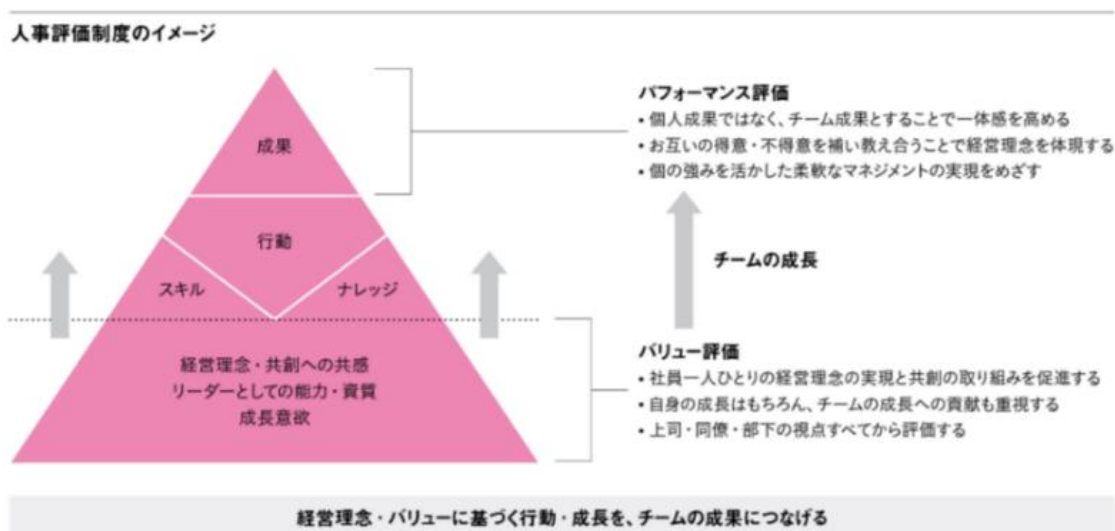 人事評価制度のイメージ
成果
行動
スキル
ナレッジ
経営理念・共創への共感
リーダーとしての能力・資質
成長意欲
パフォーマンス評価
• 個人成果ではなく、チーム成果とすることで一体感を高める
• お互いの得意・不得意を補い教え合うことで経営理念を体現する
• 個の強みを活かした柔軟なマネジメントの実現をめざす
チームの成長
バリュー評価
• 社員一人ひとりの経営理念の実現と共創の取り組みを促進する
• 自身の成長はもちろん、チームの成長への貢献も重視する
• 上司・同僚・部下の視点すべてから評価する
経営理念・バリューに基づく行動・成長を、チームの成果につなげる